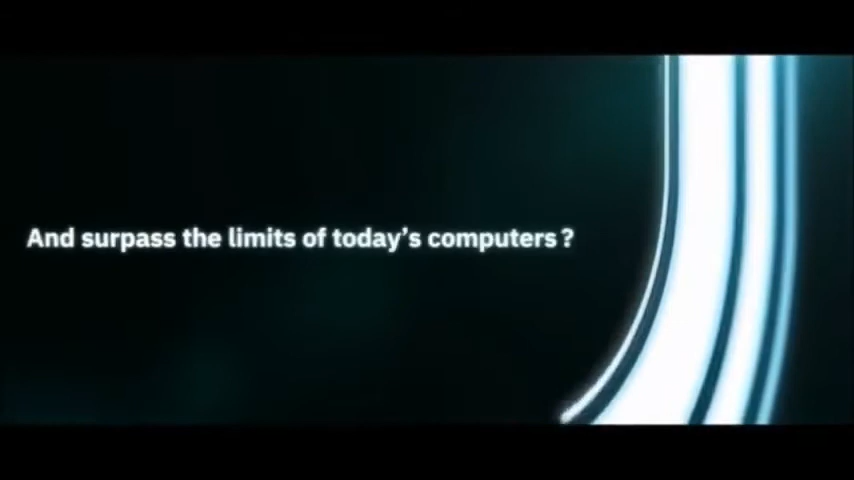 And surpass the limits of today’s computers?